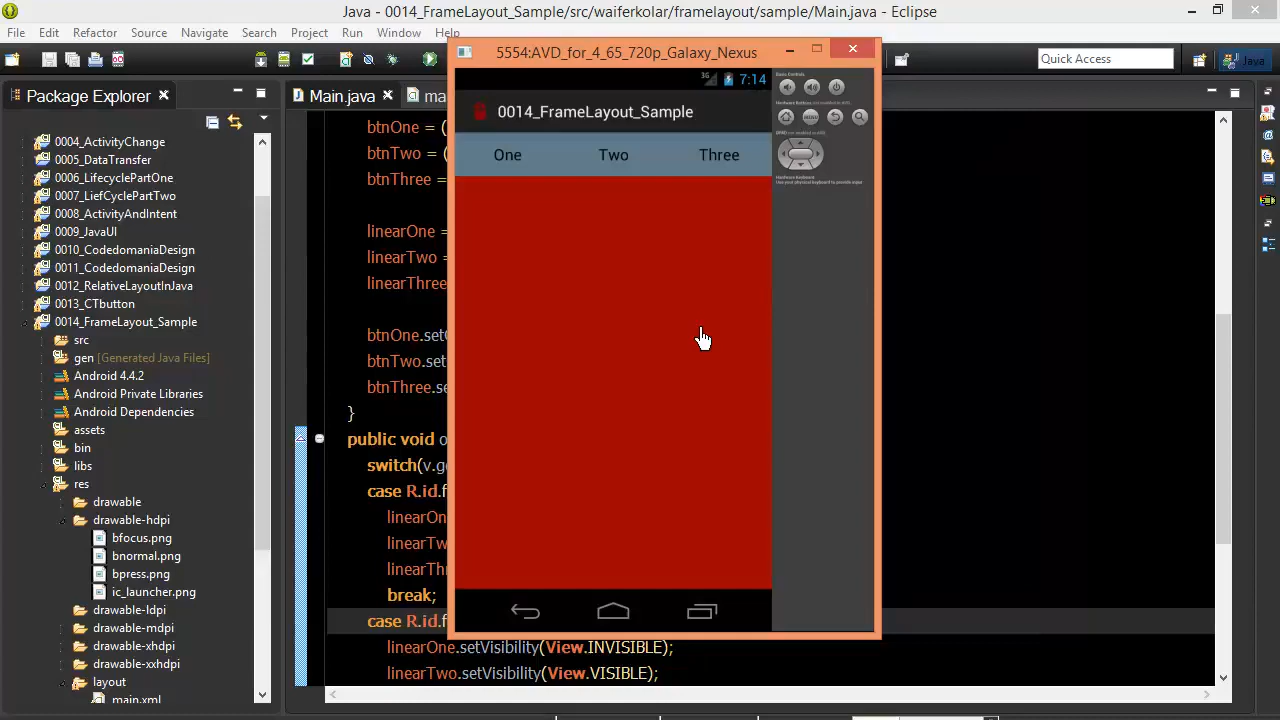 Java - 0014_FrameLayout_Sample/src/waiferkolar/framelayout/sample/Main.java - Eclipse
File Edit Refactor Source Navigate Search Project Run Window Help
Quick Access
Java
5554:AVD_for_4_65_720p_Galaxy_Nexus
3G 7:14
0014_FrameLayout_Sample
One Two Three
Basic Controls
Package Explorer
0004_ActivityChange
0005_DataTransfer
0006_LifecyclePartOne
0007_LiefCyclePartTwo
0008_ActivityAndIntent
0009_JavaUI
0010_CodedomaniaDesign
0011_CodedomaniaDesign
0012_RelativeLayoutInJava
0013_CTbutton
0014_FrameLayout_Sample
src
gen [Generated Java Files]
Android 4.4.2
Android Private Libraries
Android Dependencies
assets
bin
libs
res
drawable
drawable-hdpi
bfocus.png
bnormal.png
bpress.png
ic_launcher.png
drawable-ldpi
drawable-mdpi
drawable-xhdpi
drawable-xxhdpi
layout
main.xml
Main.java
ma
btnOne = (
btnTwo = (
btnThree =
linearOne =
linearTwo =
linearThree
btnOne.set
btnTwo.set
btnThree.se
}
public void o
switch(v.g
case R.id.f
linearOn
linearTw
linearThr
break;
case R.id.f
linearOne.setVisibility(View.INVISIBLE);
linearTwo.setVisibility(View.VISIBLE);